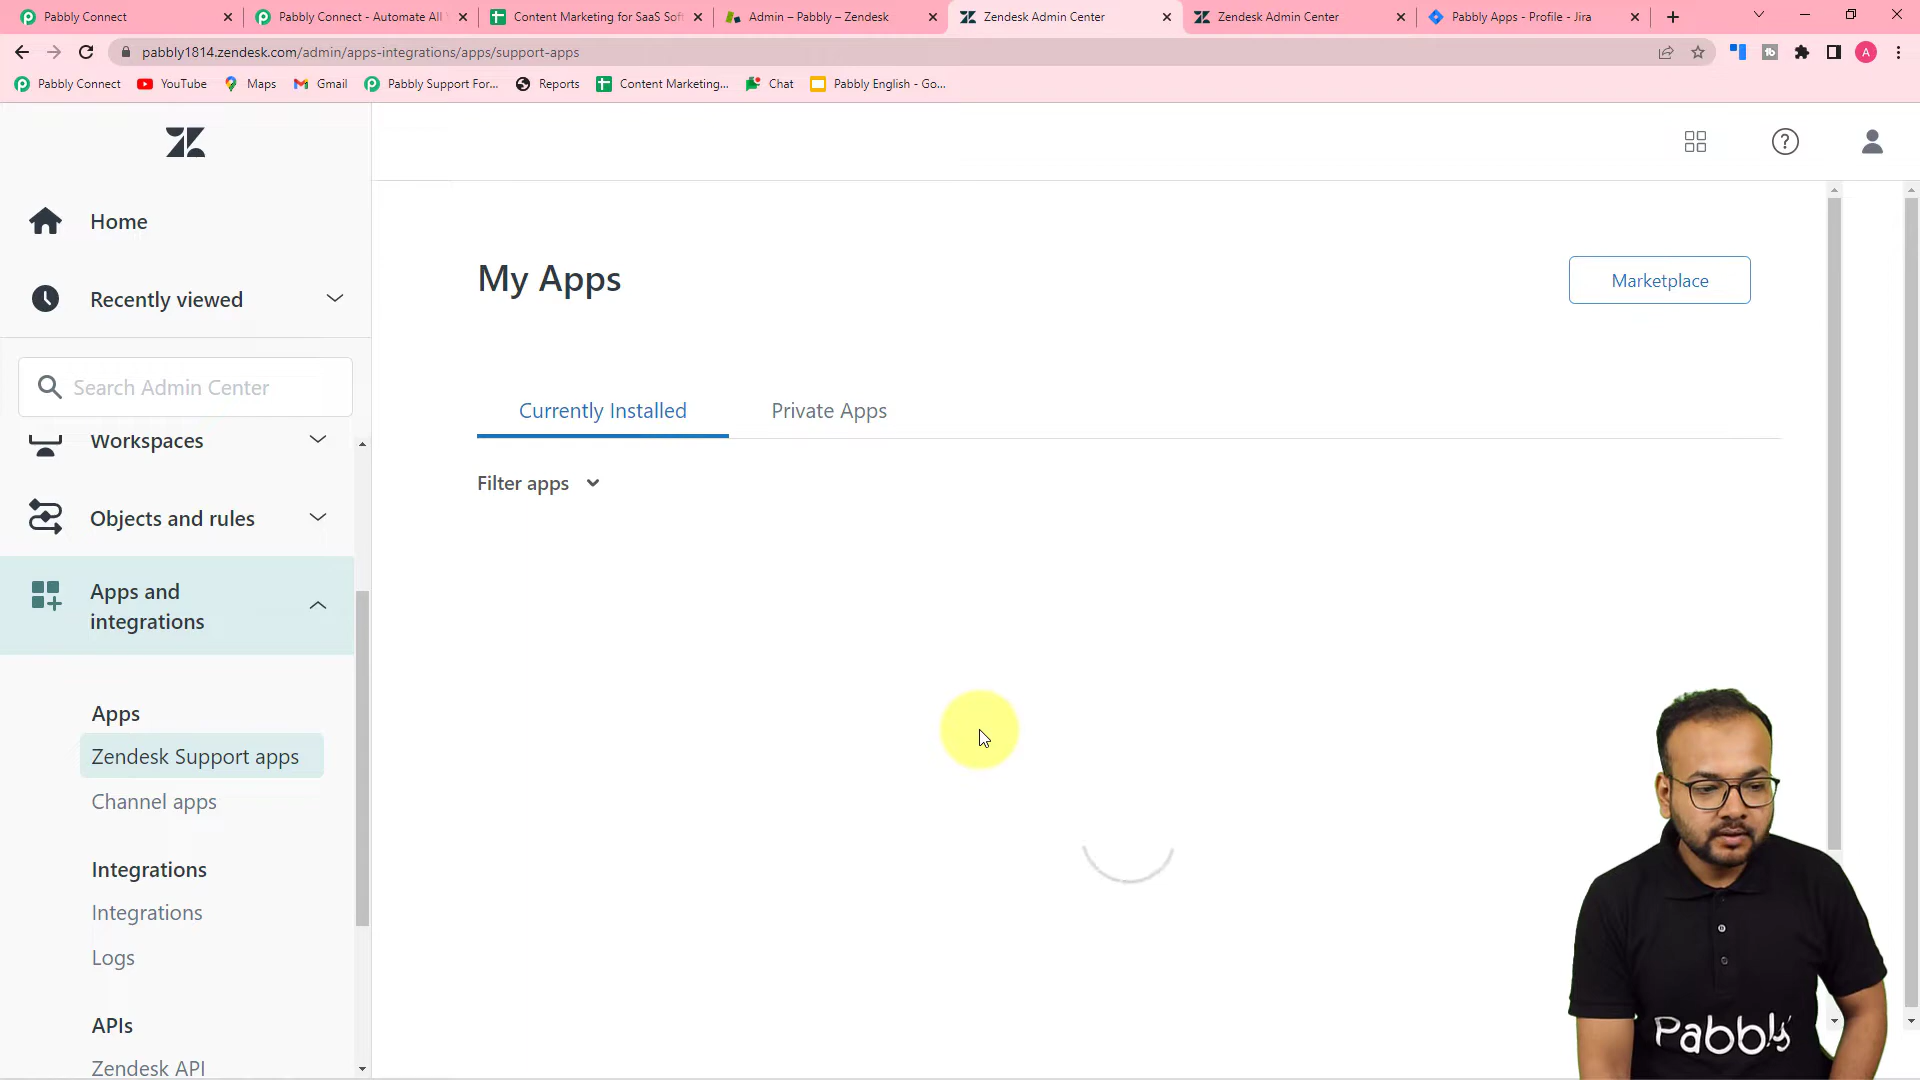 Pabbly Connect
Pabbly Connect - Automate All
Content Marketing for SaaS Soft
Admin – Pabbly – Zendesk
Zendesk Admin Center
Zendesk Admin Center
Pabbly Apps - Profile - Jira
pabbly1814.zendesk.com/admin/apps-integrations/apps/support-apps
A
Pabbly Connect
YouTube
Maps
Gmail
Pabbly Support For...
Reports
Content Marketing...
Chat
Pabbly English - Go...
Home
Recently viewed
Search Admin Center
Workspaces
Objects and rules
Apps and
integrations
Apps
Zendesk Support apps
Channel apps
Integrations
Integrations
Logs
APIs
Zendesk API
My Apps
Marketplace
Currently Installed
Private Apps
Filter apps
Pabbly